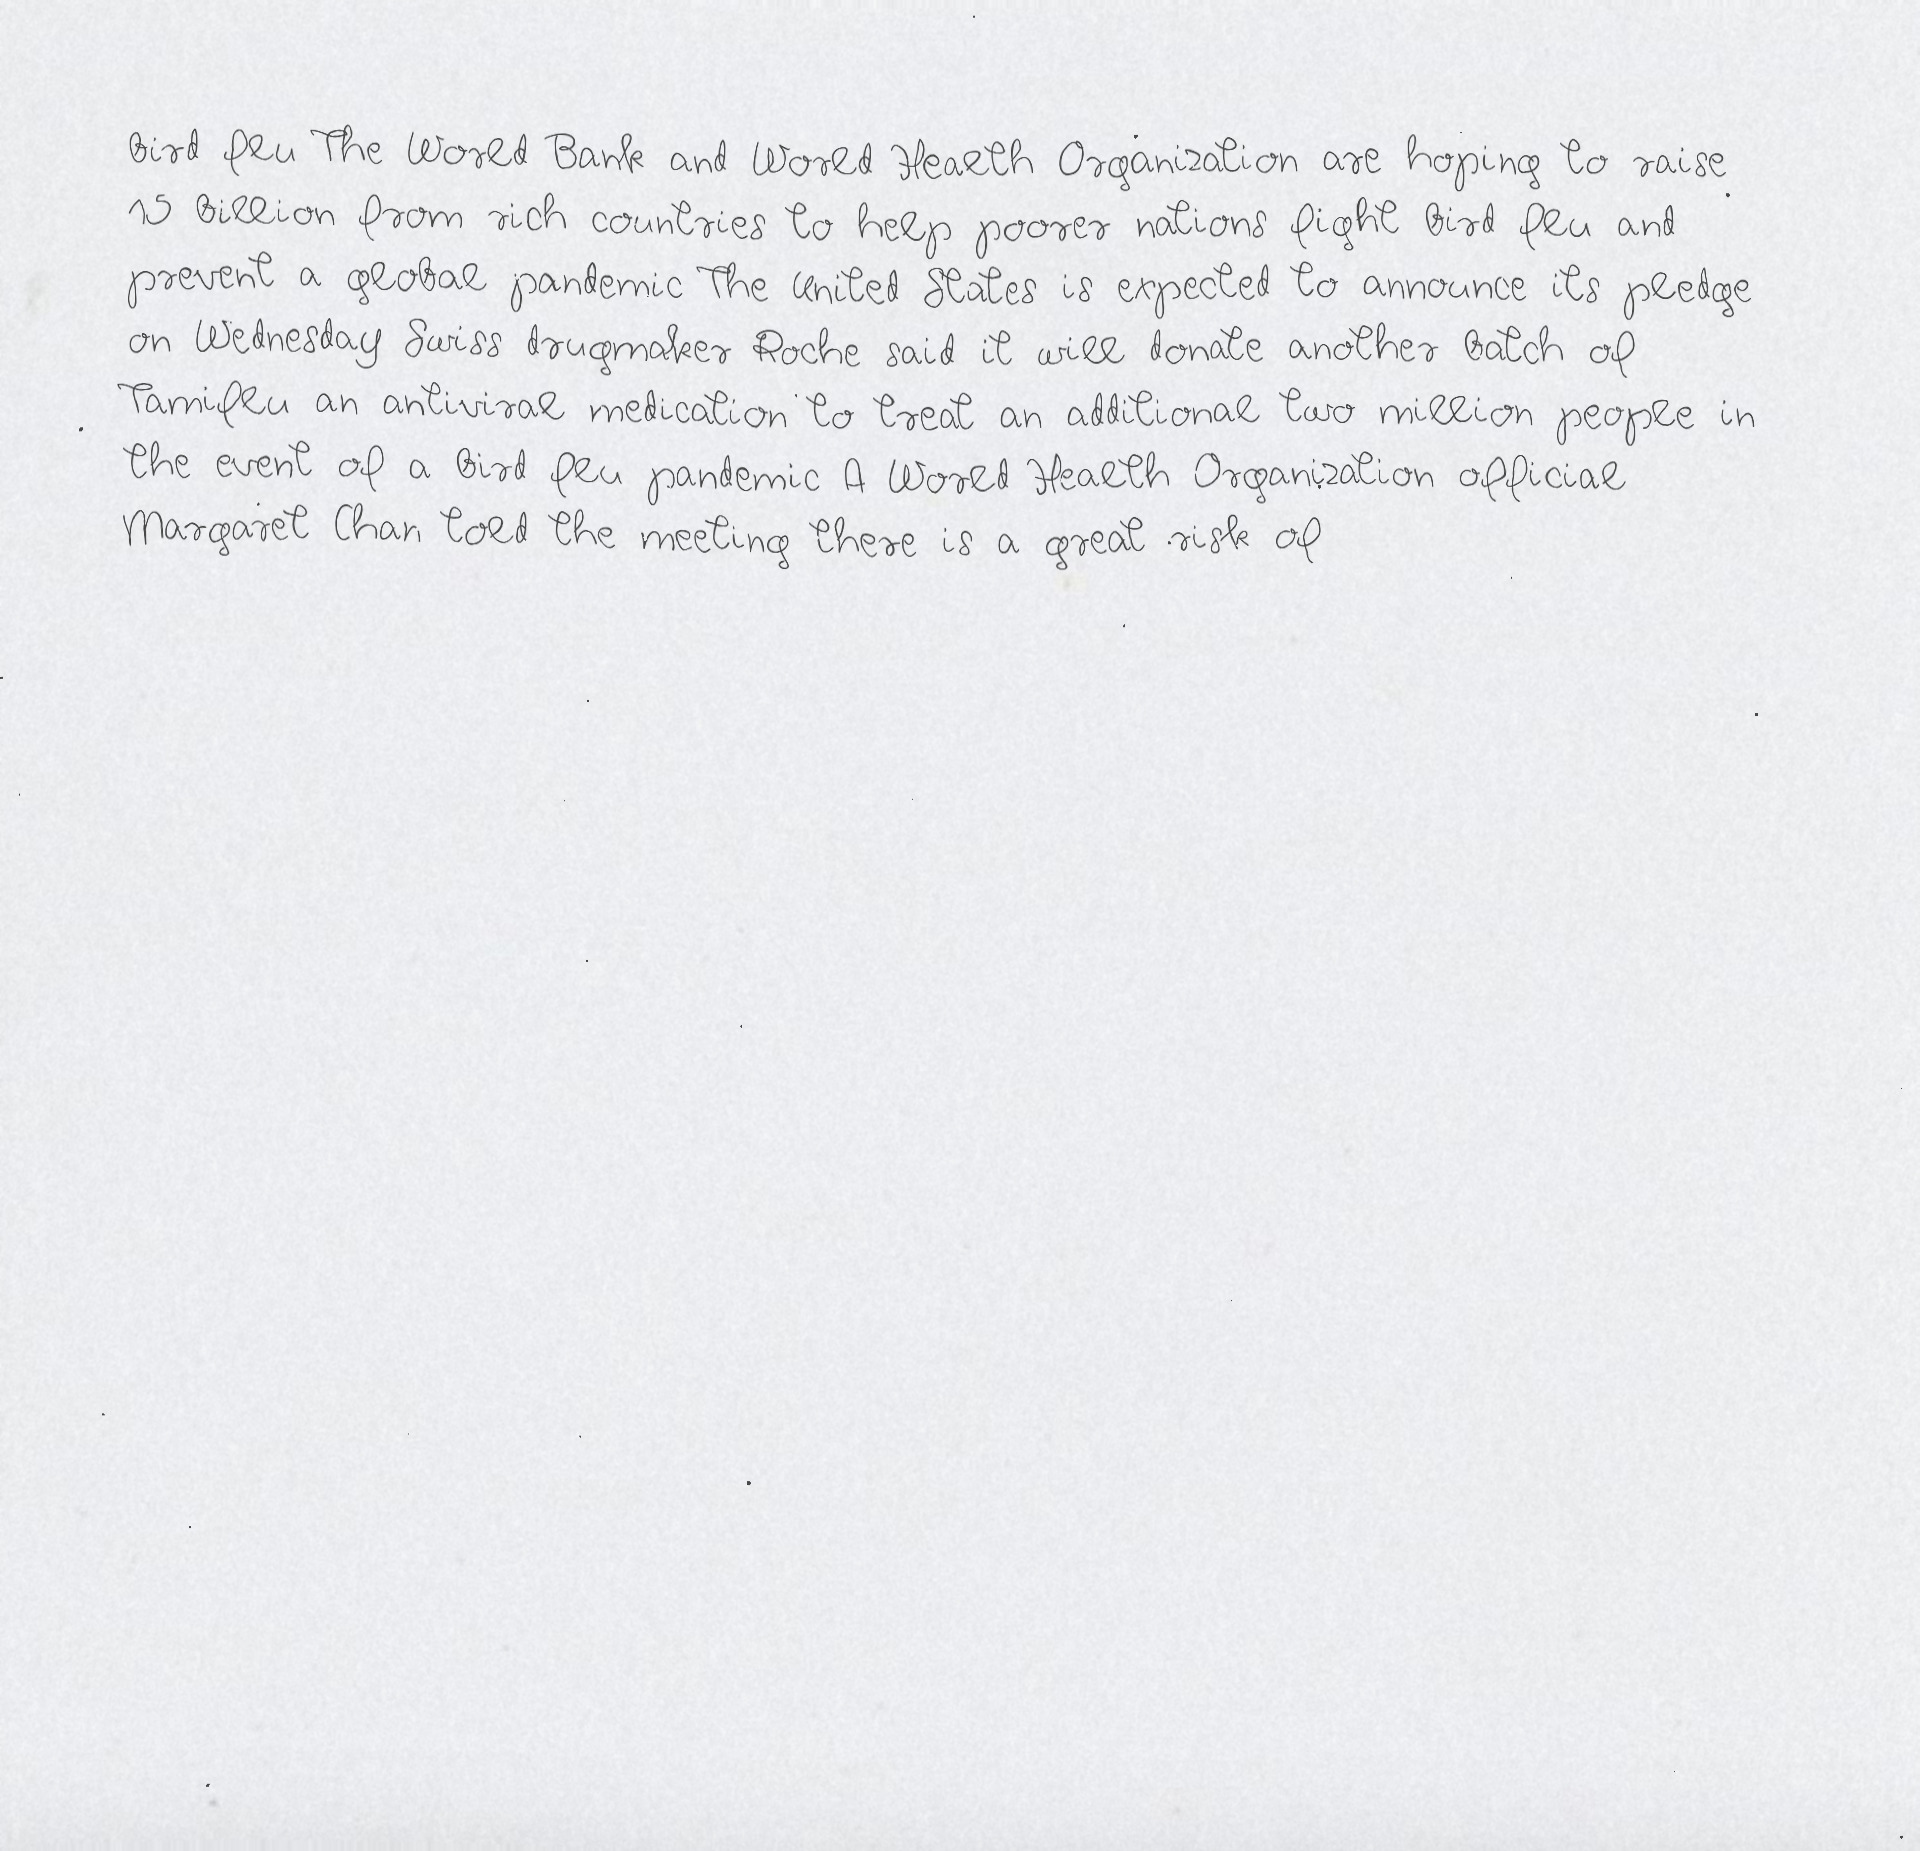 bird flu The World Bank and World Health Organization are hoping to raise
15 billion from rich countries to help poorer nations fight bird flu and
prevent a global pandemic The United States is expected to announce its pledge
on Wednesday Swiss drugmaker Roche said it will donate another batch of
Tamiflu an antiviral medication to treat an additional two million people in
the event of a bird flu pandemic A World Health Organization official
Margaret Chan told the meeting there is a great risk of